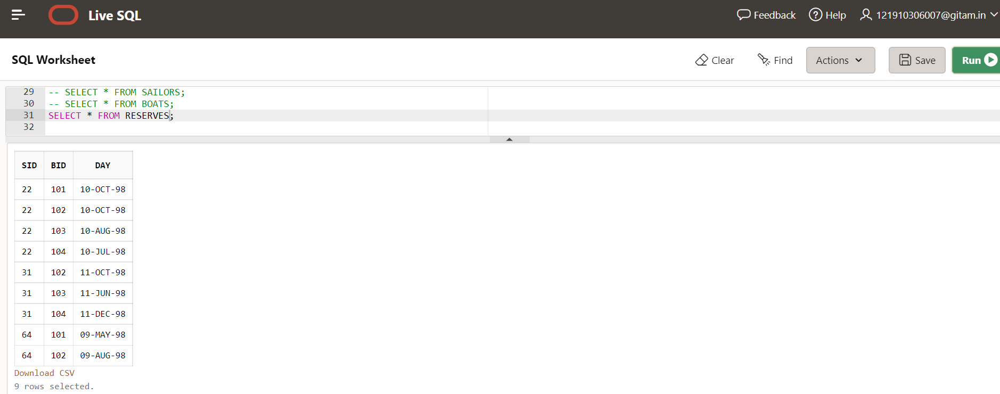 Live SQL
Feedback
Help
121910306007@gitam.in
SQL Worksheet
Clear
Find
Actions
Save
Run
29 -- SELECT * FROM SAILORS;
30 -- SELECT * FROM BOATS;
31 SELECT * FROM RESERVES;
32
SID BID DAY
22 101 10-OCT-98
22 102 10-OCT-98
22 103 10-AUG-98
22 104 10-JUL-98
31 102 11-OCT-98
31 103 11-JUN-98
31 104 11-DEC-98
64 101 09-MAY-98
64 102 09-AUG-98
Download CSV
9 rows selected.